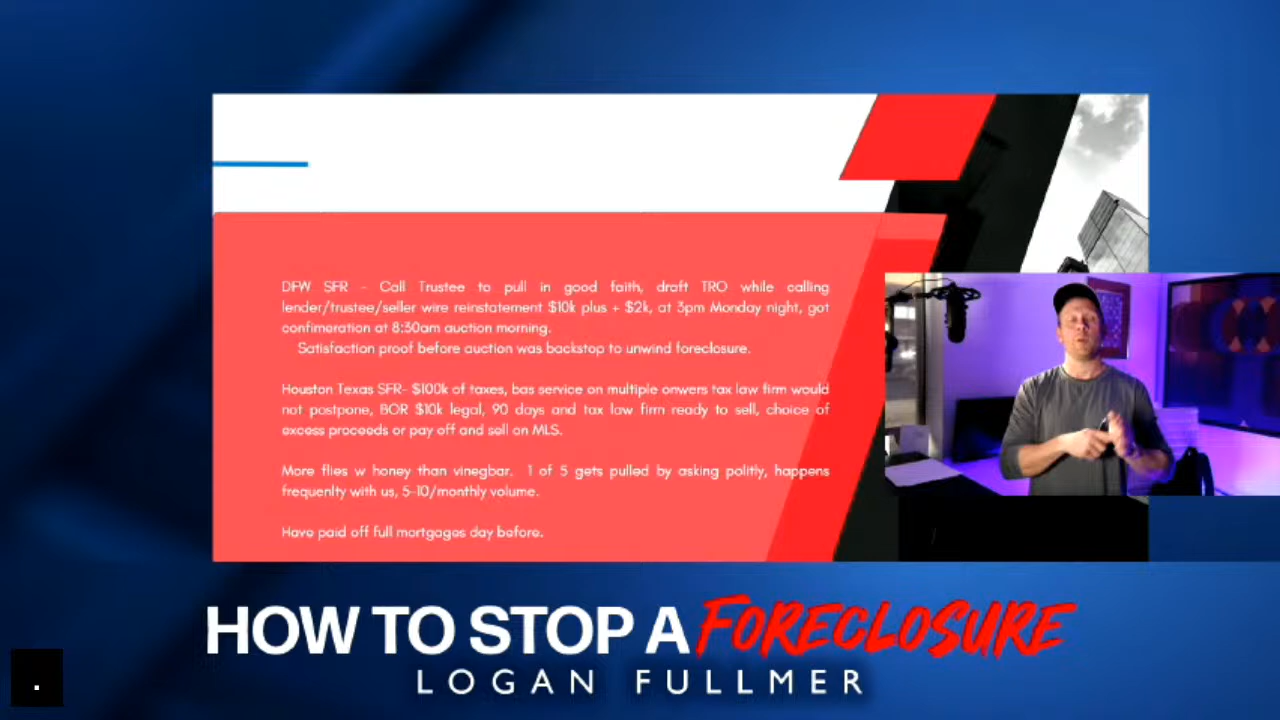 DFW SFR - Call Trustee to pull in good faith, draft TRO while calling
lender/trustee/seller wire reinstatement $10k plus + $2k, at 3pm Monday night, got
confimeration at 8:30am auction morning.
Satisfaction proof before auction was backstop to unwind foreclosure.
Houston Texas SFR- $100k of taxes, bas service on multiple onwers tax law firm would
not postpone, BOR $10k legal, 90 days and tax law firm ready to sell, choice of
excess proceeds or pay off and sell on MLS.
More flies w honey than vinegbar. 1 of 5 gets pulled by asking politly, happens
frequenlty with us, 5-10/monthly volume.
Have paid off full mortgages day before.
HOW TO STOP A FORECLOSURE
LOGAN FULLMER